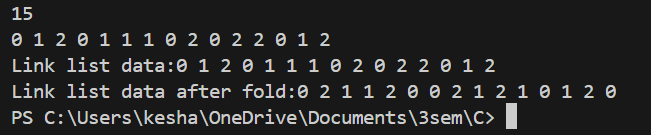 15
0 1 2 0 1 1 1 0 2 0 2 2 0 1 2
Link list data:0 1 2 0 1 1 1 0 2 0 2 2 0 1 2
Link list data after fold:0 2 1 1 2 0 0 2 1 2 1 0 1 2 0
PS C:\Users\kesha\OneDrive\Documents\3sem\C>